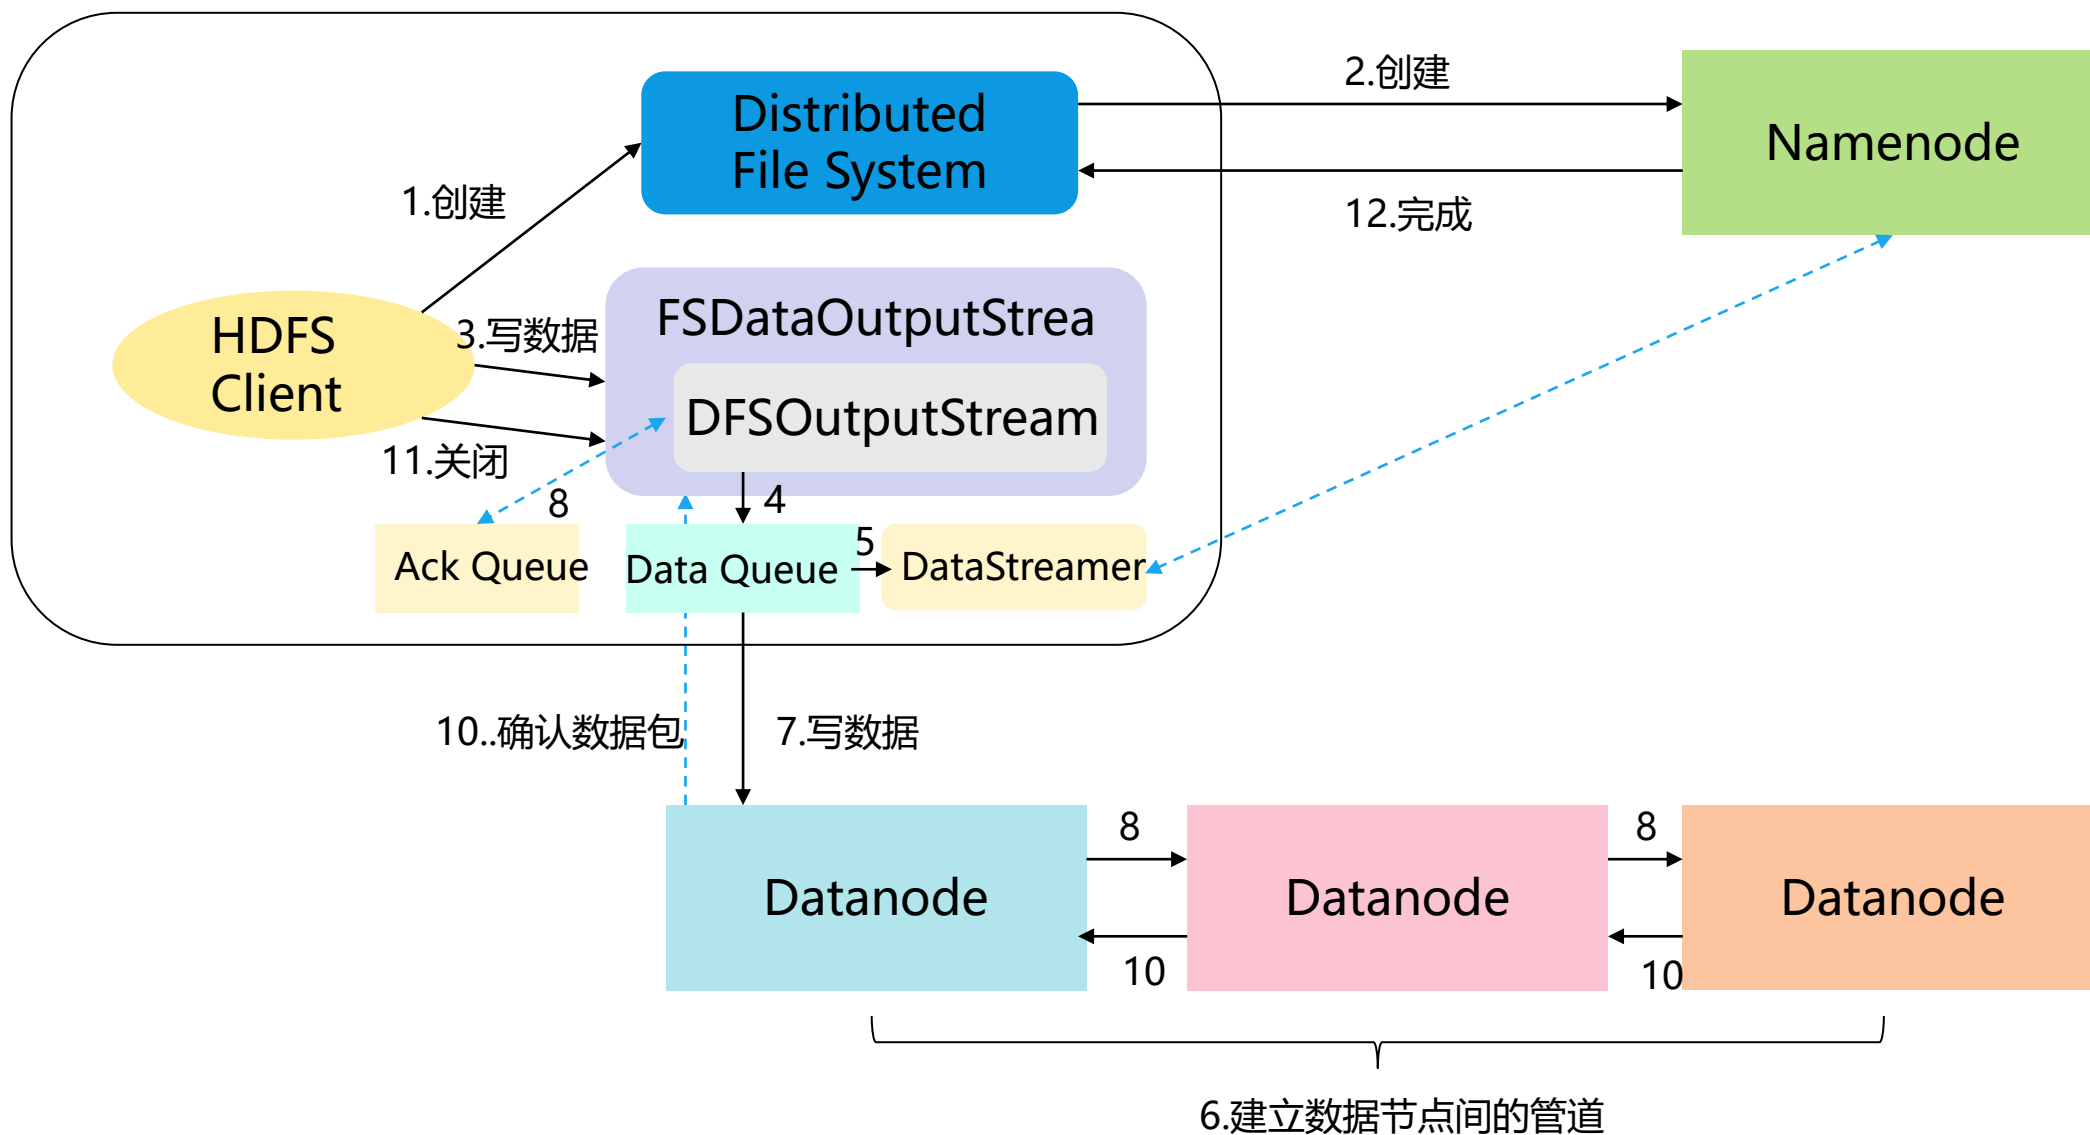 Distributed
File System
2.创建
Namenode
1.创建
12.完成
HDFS
Client
3.写数据
FSDataOutputStrea
DFSOutputStream
11.关闭
8
4
Ack Queue
Data Queue
5
DataStreamer
10..确认数据包
7.写数据
Datanode
8
Datanode
8
Datanode
10
10
6.建立数据节点间的管道